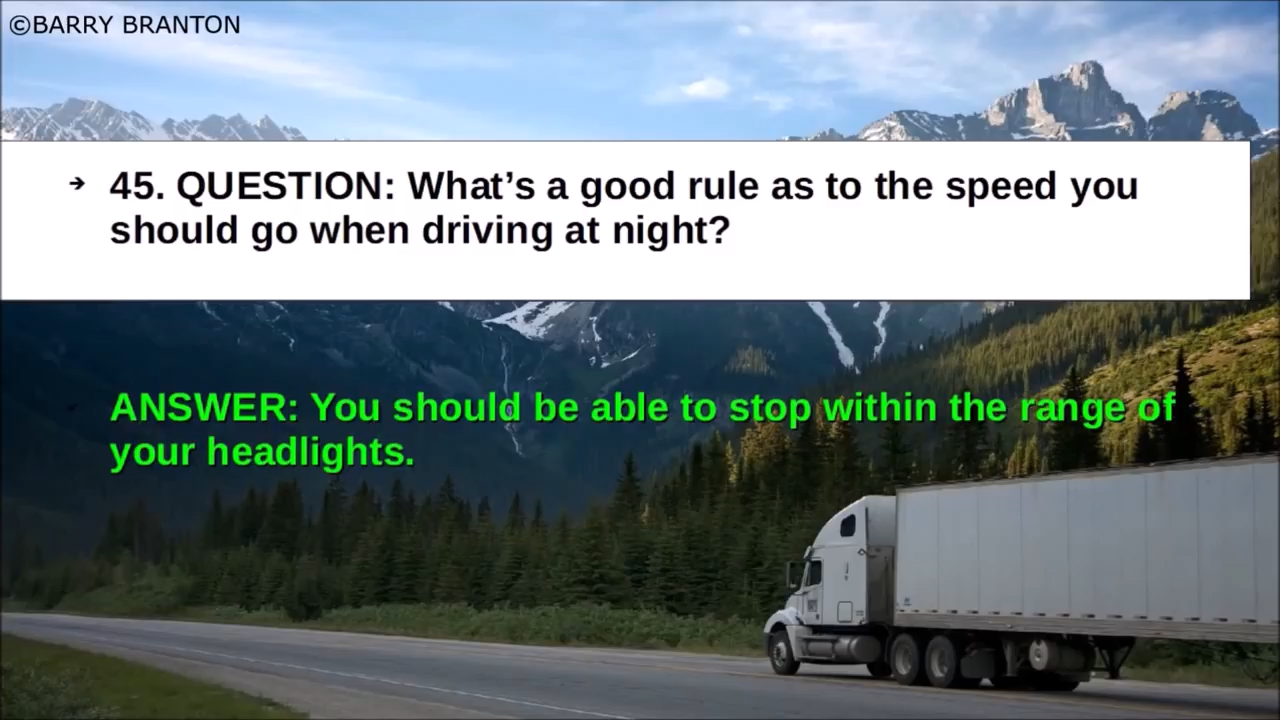 ©BARRY BRANTON
➔ 45. QUESTION: What’s a good rule as to the speed you
should go when driving at night?
ANSWER: You should be able to stop within the range of
your headlights.